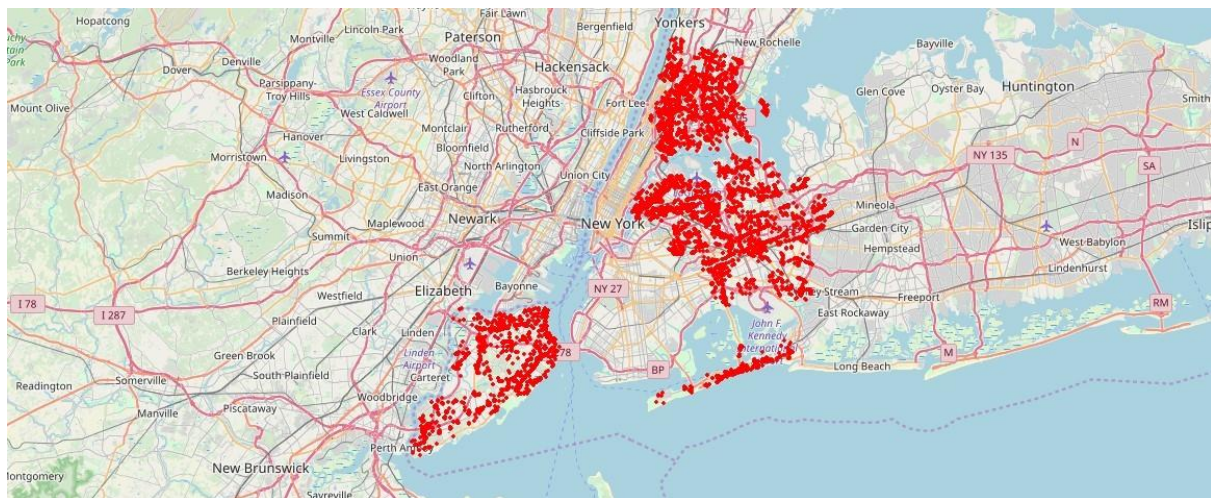 Hopatcong
Montville
Lincoln Park
Fair Lawn
Bergenfield
Yonkers
Paterson
New Rochelle
Bayville
Dover
Denville
Woodland
Park
Hackensack
Huntington
Parsippany-
Troy Hills
Essex County
Airport
Clifton
Hasbrouck
Heights
Fort Lee
Glen Cove
Oyster Bay
Mount Olive
West Caldwell
Rutherford
Cliffside Park
Hanover
Montclair
Bloomfield
NY 135
N
SA
Morristown
Livingston
North Arlington
Union City
Madison
East Orange
Mineola
Maplewood
Newark
New York
Garden City
Summit
Union
Hempstead
West Babylon
Islip
Berkeley Heights
Lindenhurst
Elizabeth
Bayonne
NY 27
Freeport
I 78
I 287
Westfield
East Rockaway
RM
Plainfield
Clark
Linden
John F.
Kennedy
International
Green Brook
Linden
Airport
278
M
South Plainfield
Carteret
BP
Long Beach
Readington
Somerville
Woodbridge
Manville
Piscataway
Perth Amboy
New Brunswick
Montgomery
Sayreville